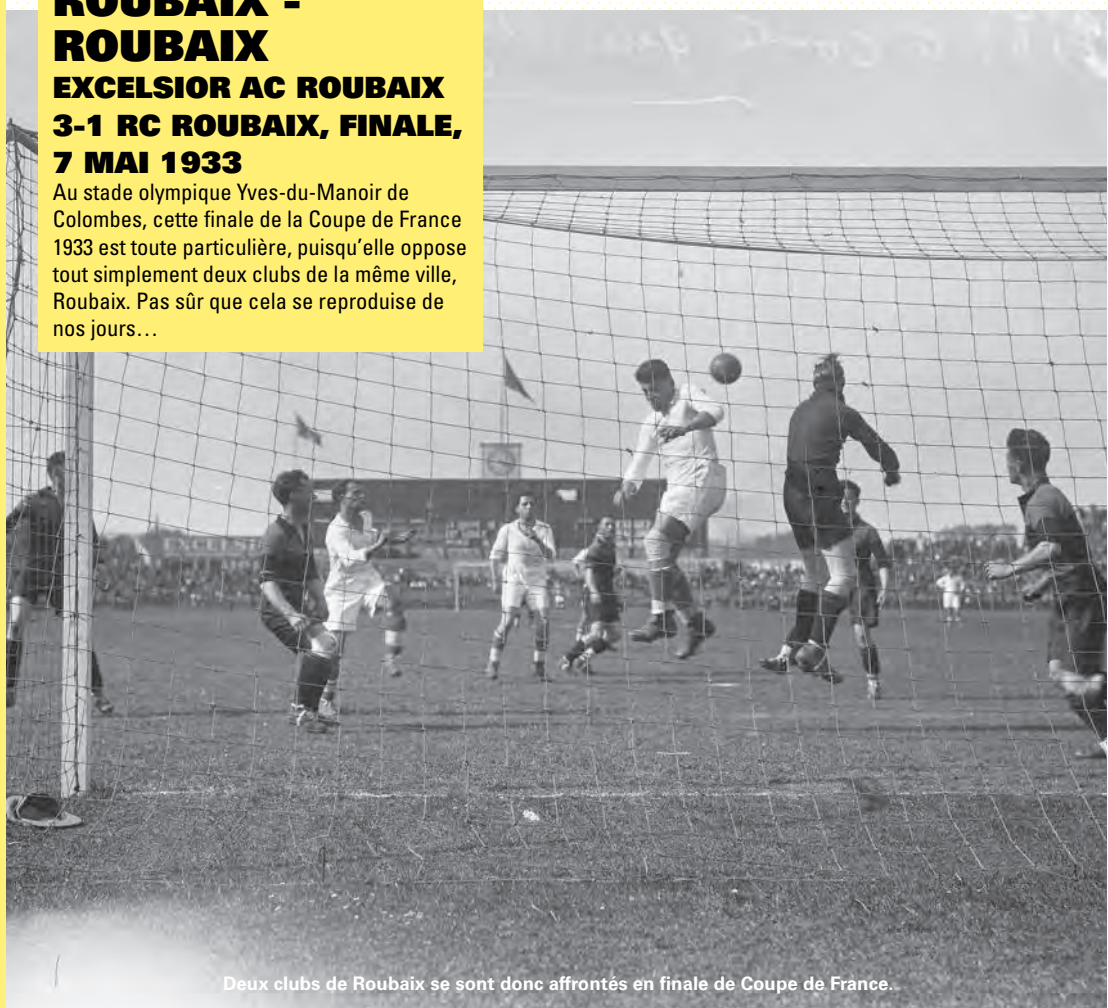 ROUBAIX -
ROUBAIX
EXCELSIOR AC ROUBAIX
3-1 RC ROUBAIX, FINALE,
7 MAI 1933
Au stade olympique Yves-du-Manoir de
Colombes, cette finale de la Coupe de France
1933 est toute particulière, puisqu’elle oppose
tout simplement deux clubs de la même ville,
Roubaix. Pas sûr que cela se reproduise de
nos jours…
Deux clubs de Roubaix se sont donc affrontés en finale de Coupe de France.